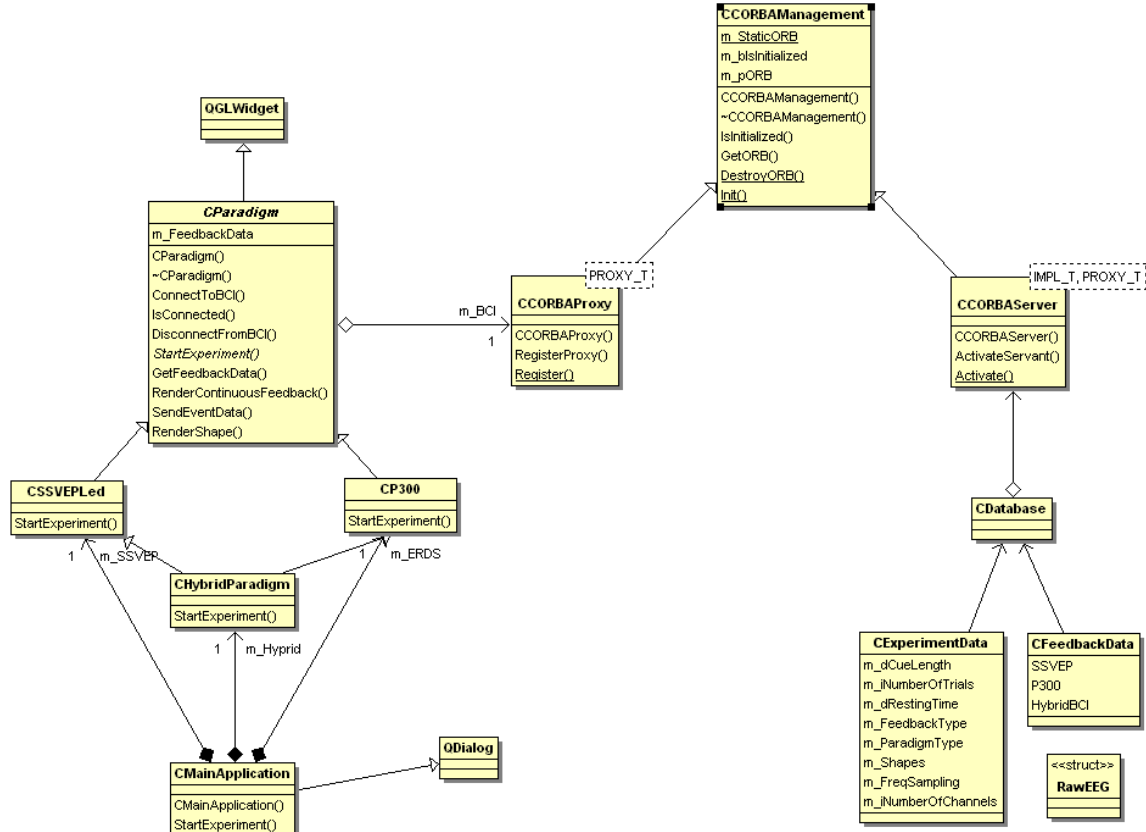 CCORBAManagement
m_StaticORB
m_bIsInitialized
m_pORB
CCORBAManagement()
~CCORBAManagement()
IsInitialized()
GetORB()
DestroyORB()
Init()
QGLWidget
CParadigm
m_FeedbackData
CParadigm()
~CParadigm()
ConnectToBCI()
IsConnected()
DisconnectFromBCI()
StartExperiment()
GetFeedbackData()
RenderContinuousFeedback()
SendEventData()
RenderShape()
m_BCI
1
PROXY_T
CCORBAProxy
CCORBAProxy()
RegisterProxy()
Register()
IMPL_T, PROXY_T
CCORBAServer
CCORBAServer()
ActivateServant()
Activate()
CSSVEPLed
StartExperiment()
CP300
StartExperiment()
1
m_SSVEP
1
m_ERDS
CHybridParadigm
StartExperiment()
1
m_Hyprid
CMainApplication
CMainApplication()
StartExperiment()
QDialog
CDatabase
CExperimentData
m_dCueLength
m_iNumberOfTrials
m_dRestingTime
m_FeedbackType
m_ParadigmType
m_Shapes
m_FreqSampling
m_iNumberOfChannels
CFeedbackData
SSVEP
P300
HybridBCI
<<struct>>
RawEEG